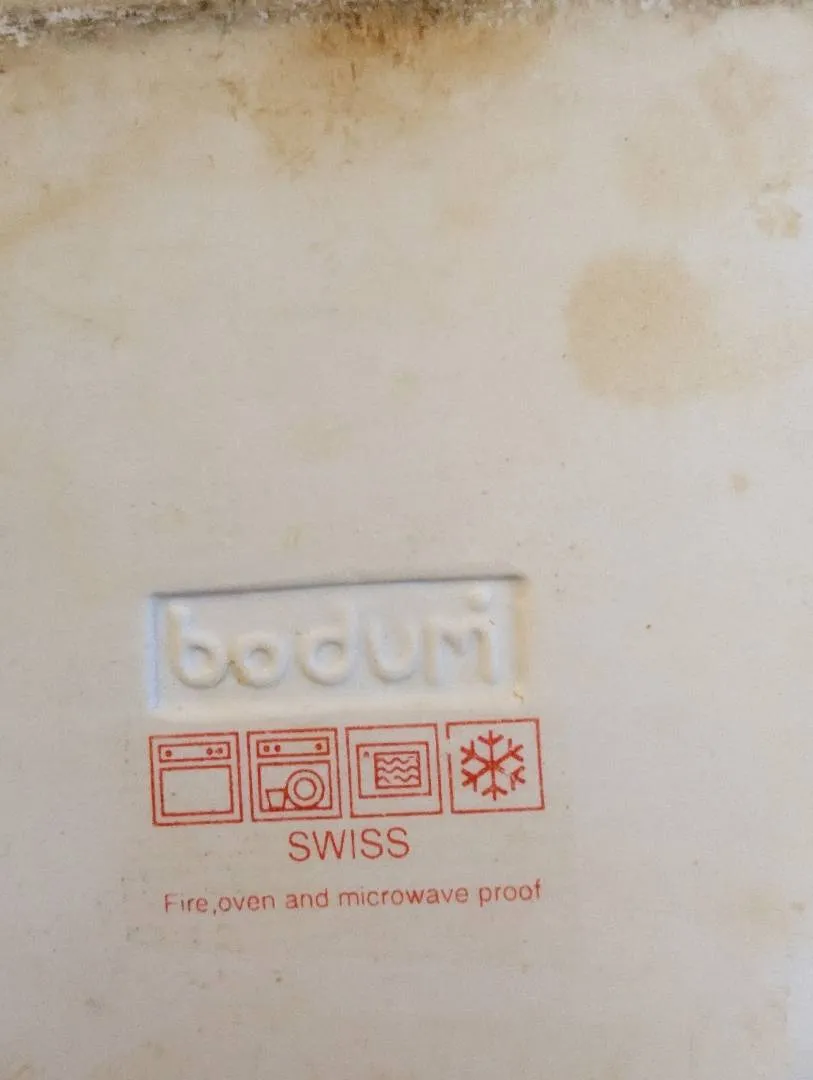 bodum
SWISS
Fire,oven and microwave proof